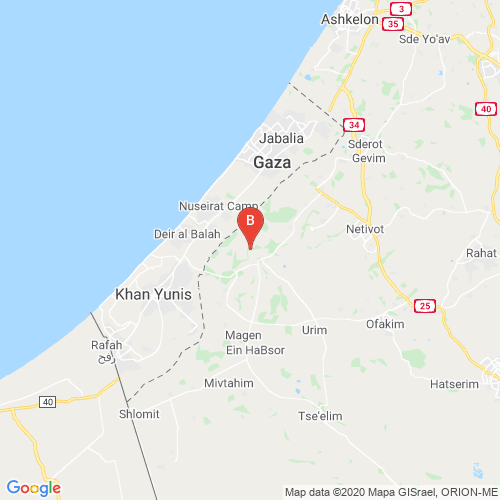 Ashkelon
3
35
Sde Yo'av
40
34
Jabalia
Sderot
Gaza
Gevim
Nuseirat Camp
B
Deir al Balah
Netivot
Rahat
Khan Yunis
25
Ofakim
Urim
Magen
Rafah
رفح
Ein HaBsor
Mivtahim
Hatserim
40
Shlomit
Tse'elim
Google
Map data ©2020 Mapa GISrael, ORION-ME